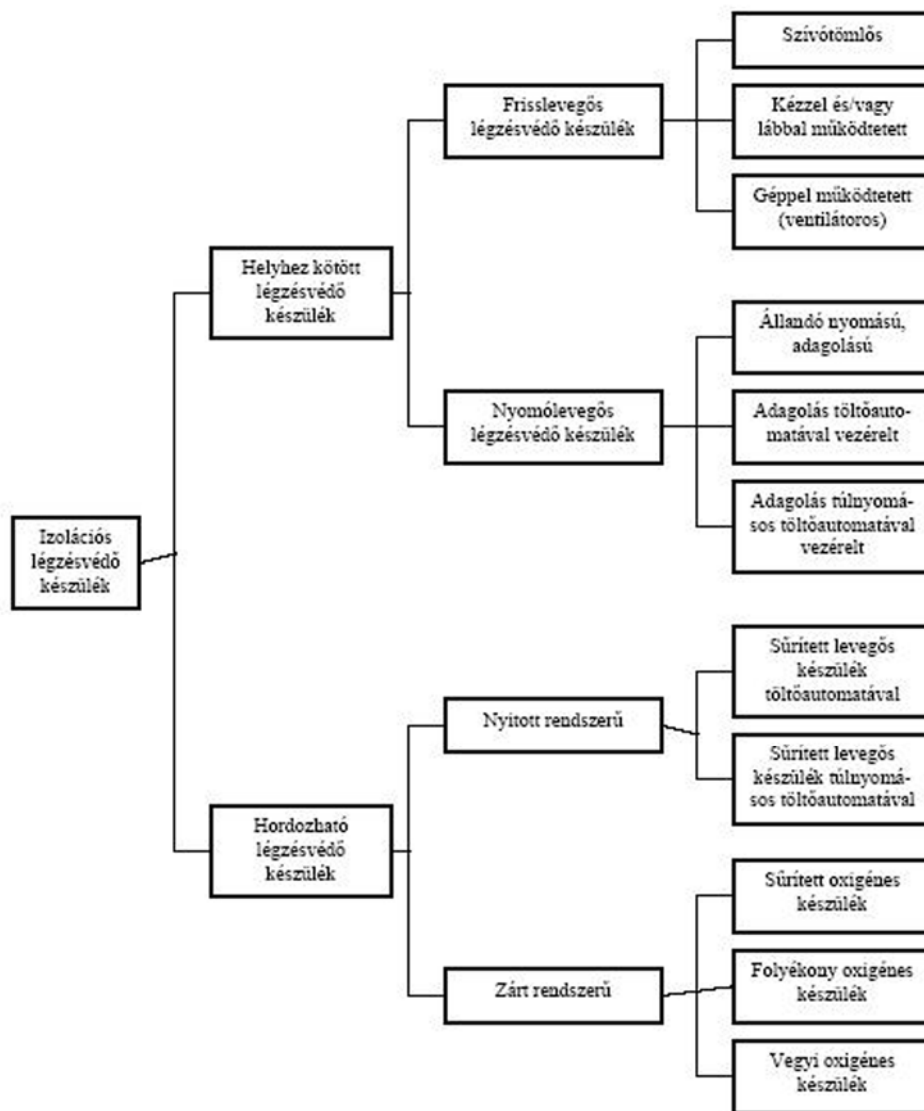 Izolációs
légzésvédő
készülék
Helyhez kötött
légzésvédő
készülék
Frisslevegős
légzésvédő készülék
Szívótömlős
Kézzel és/vagy
lábbal működtetett
Géppel működtetett
(ventilátoros)
Nyomólevegős
légzésvédő készülék
Állandó nyomású,
adagolású
Adagolás töltőauto-
matával vezérelt
Adagolás túlnyomá-
sos töltőautomatával
vezérelt
Hordozható
légzésvédő
készülék
Nyitott rendszerű
Sűrített levegős
készülék
töltőautomatával
Sűrített levegős
készülék túlnyomá-
sos töltőautomatával
Zárt rendszerű
Sűrített oxigénes
készülék
Folyékony oxigénes
készülék
Vegyi oxigénes
készülék